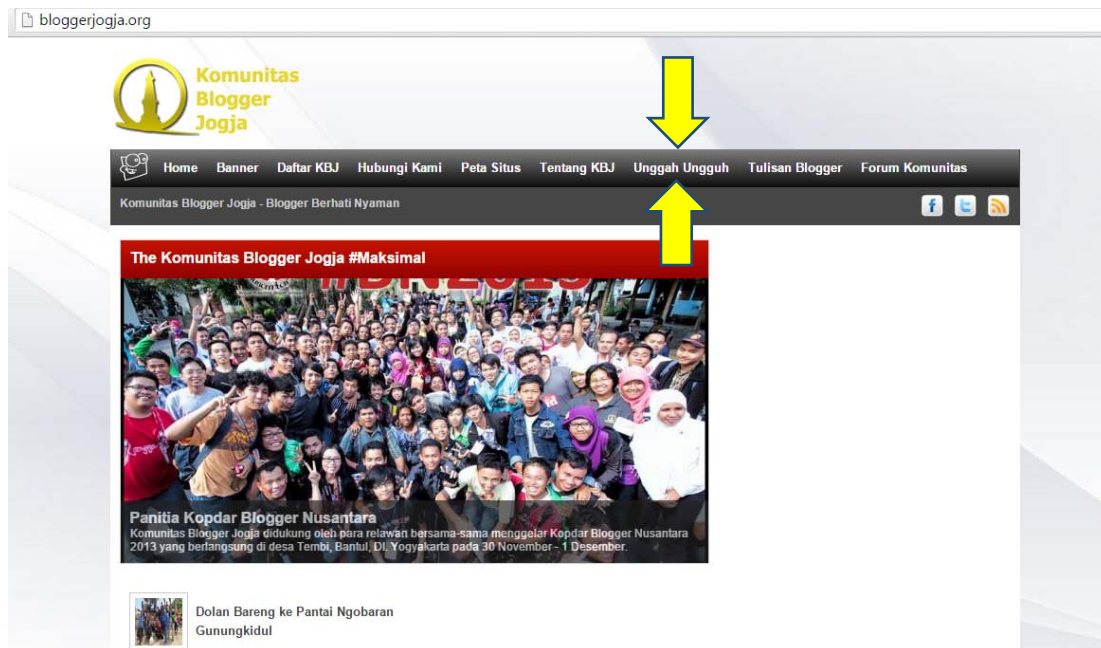 bloggerjogja.org
Komunitas
Blogger
Jogja
Home Banner Daftar KBJ Hubungi Kami Peta Situs Tentang KBJ Unggah Ungguh Tulisan Blogger Forum Komunitas
Komunitas Blogger Jogja - Blogger Berhati Nyaman
The Komunitas Blogger Jogja #Maksimal
#BN2013
Panitia Kopdar Blogger Nusantara
Komunitas Blogger Jogja didukung oleh para relawan bersama-sama menggelar Kopdar Blogger Nusantara
2013 yang berlangsung di desa Tembi, Bantul, DI. Yogyakarta pada 30 November - 1 Desember.
Dolan Bareng ke Pantai Ngobaran
Gunungkidul